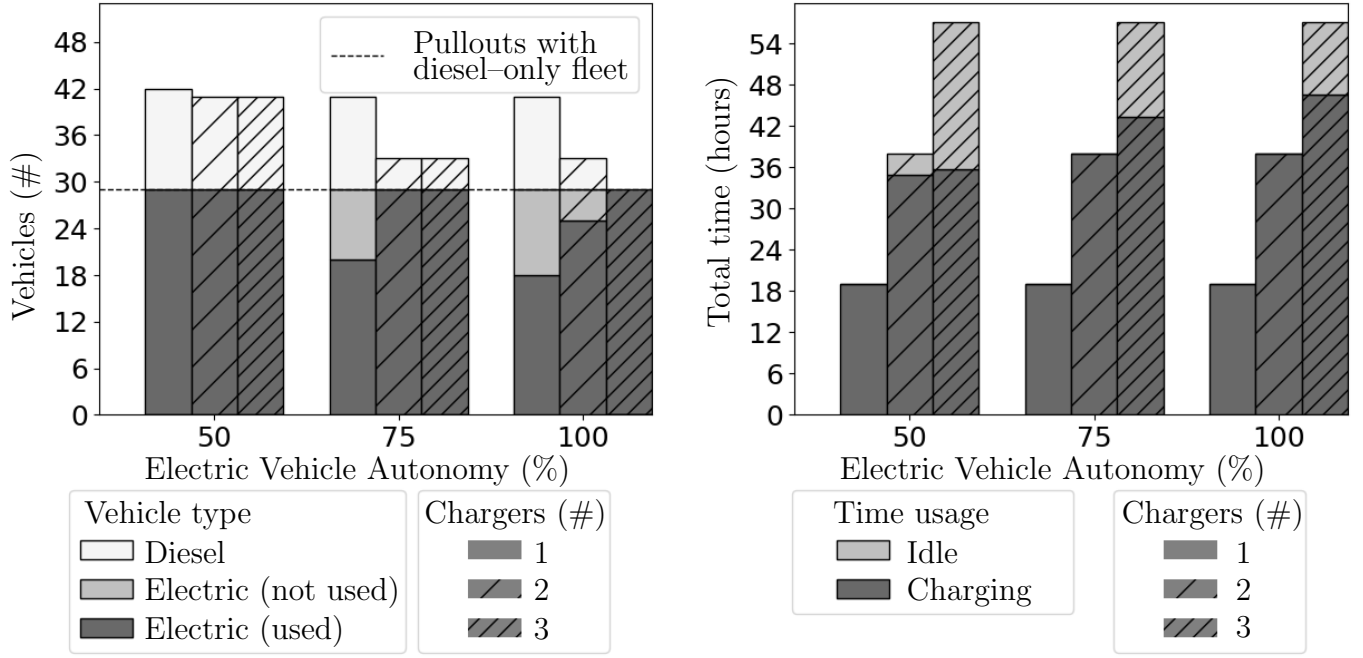 48
42
36
30
24
18
12
6
0
Vehicles (#)
Pullouts with
diesel–only fleet
50 75 100
Electric Vehicle Autonomy (%)
Vehicle type
Diesel
Electric (not used)
Electric (used)
Chargers (#)
1
2
3
54
48
42
36
30
24
18
12
6
0
Total time (hours)
50 75 100
Electric Vehicle Autonomy (%)
Time usage
Idle
Charging
Chargers (#)
1
2
3